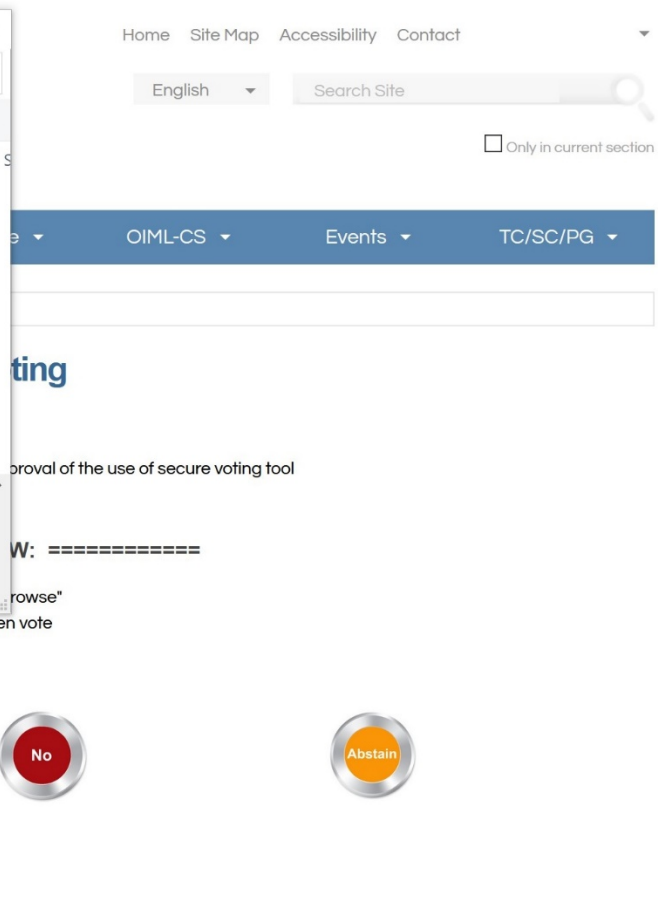 Home Site Map Accessibility Contact
English Search Site
S
Only in current section
e OIML-CS Events TC/SC/PG
ting
proval of the use of secure voting tool
W: ============
rowse"
en vote
No Abstain